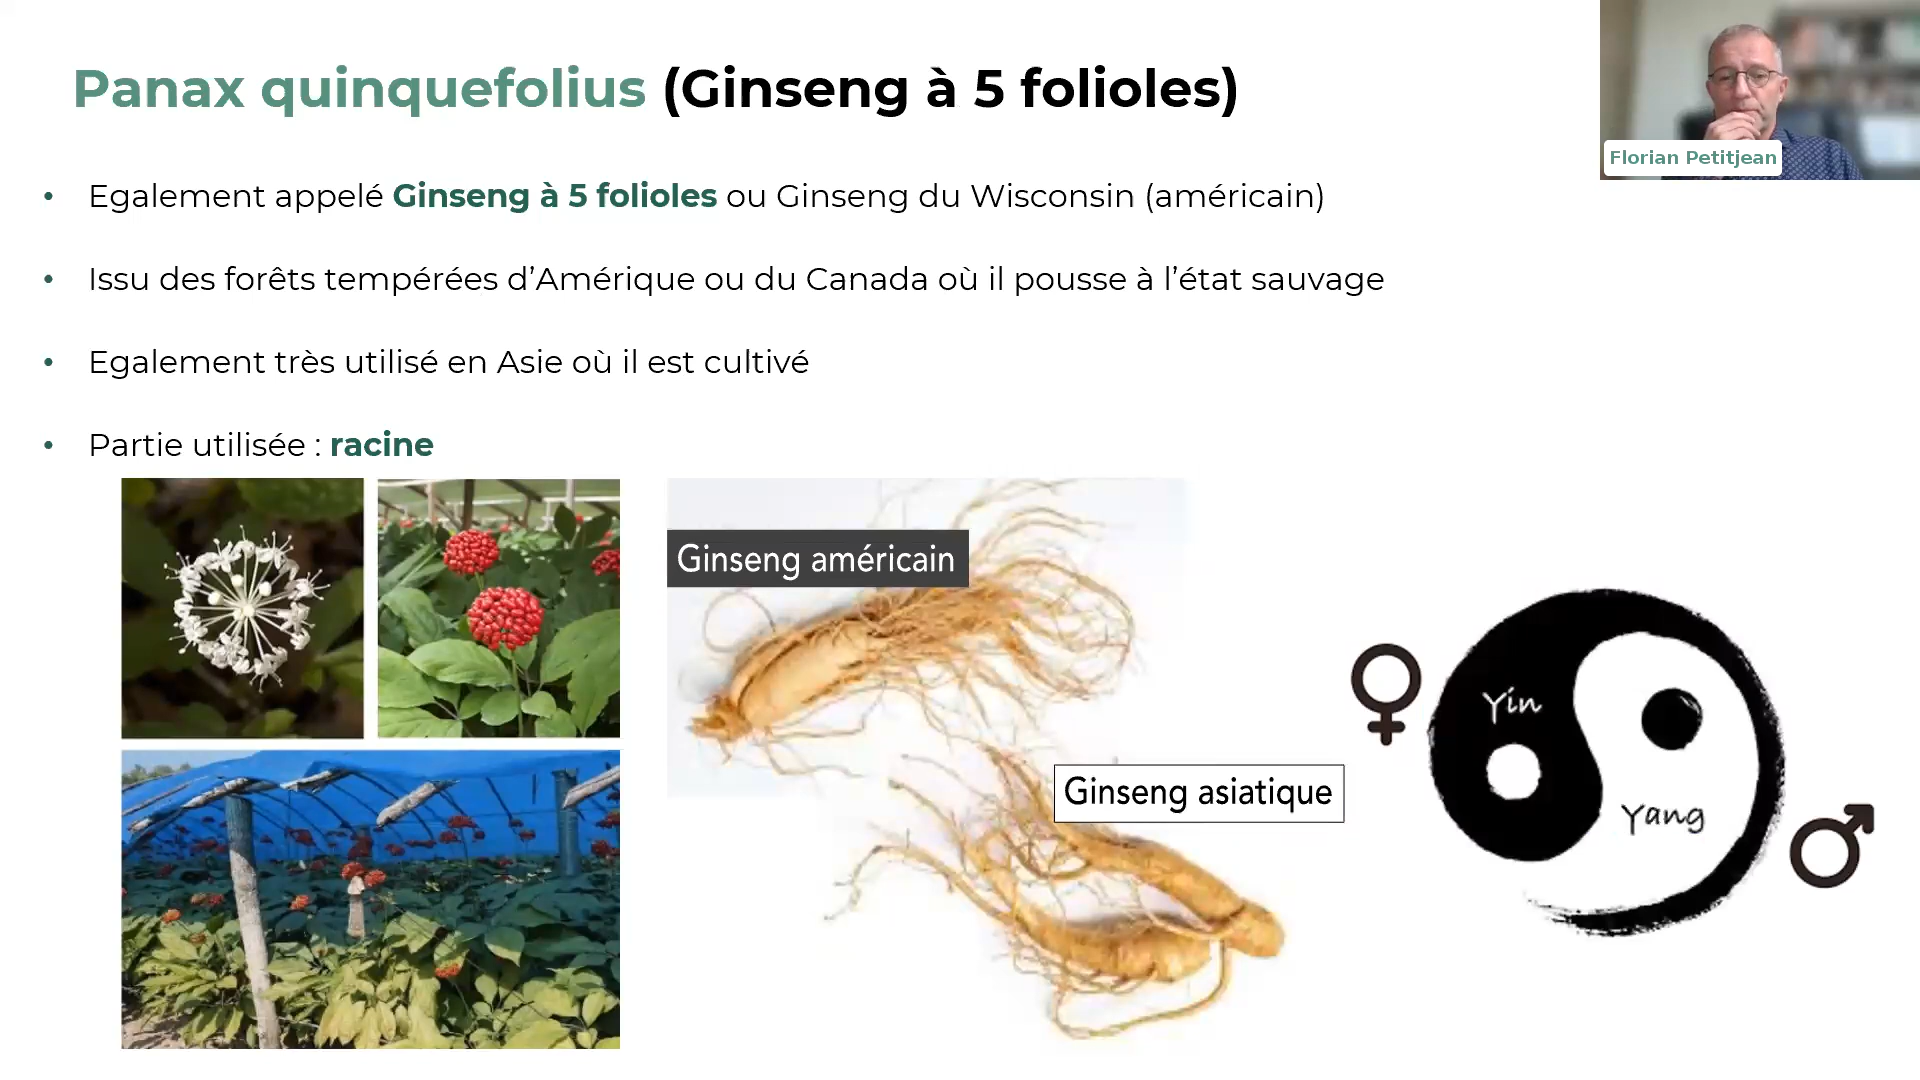 Panax quinquefolius (Ginseng à 5 folioles)
Florian Petitjean
• Egalement appelé Ginseng à 5 folioles ou Ginseng du Wisconsin (américain)
• Issu des forêts tempérées d’Amérique ou du Canada où il pousse à l’état sauvage
• Egalement très utilisé en Asie où il est cultivé
• Partie utilisée : racine
Ginseng américain
Ginseng asiatique
Yin
Yang